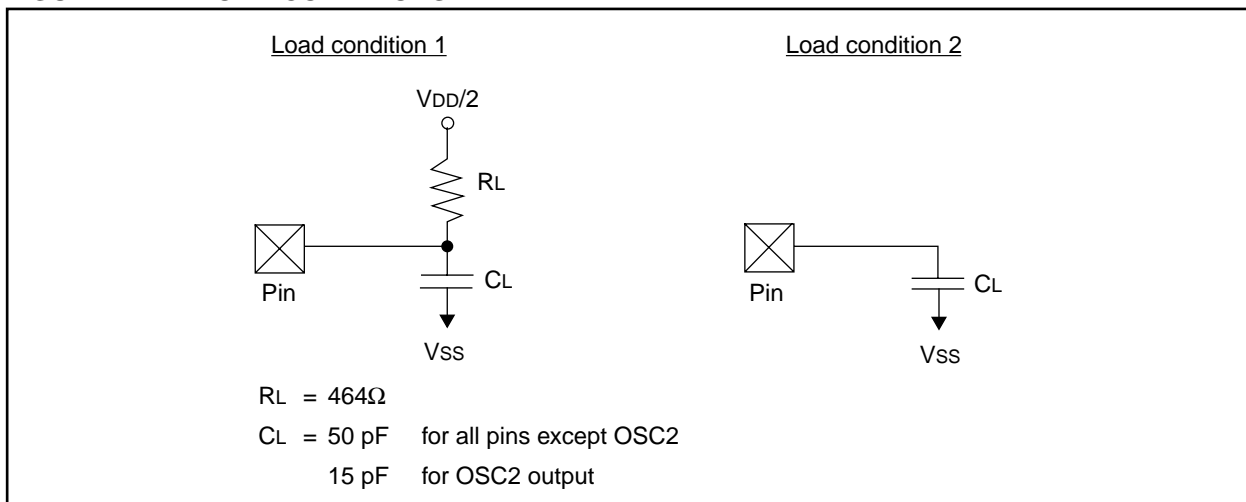 Load condition 1
Load condition 2
VDD/2
RL
Pin
CL
VSS
Pin
CL
VSS
RL = 464Ω
CL = 50 pF for all pins except OSC2
15 pF for OSC2 output